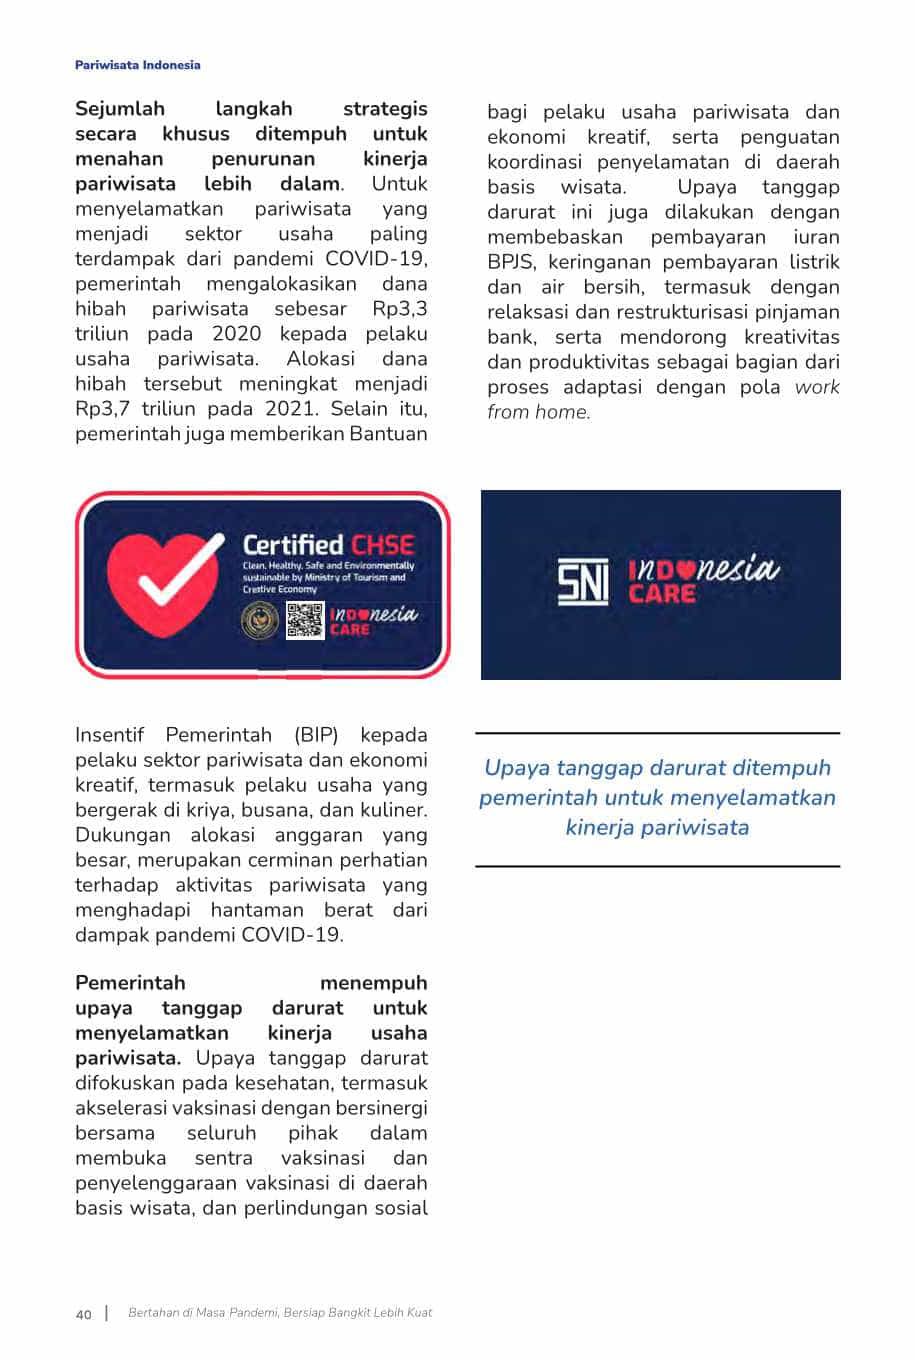 Pariwisata Indonesia
Sejumlah langkah strategis
secara khusus ditempuh untuk
menahan penurunan kinerja
pariwisata lebih dalam. Untuk
menyelamatkan pariwisata yang
menjadi sektor usaha paling
terdampak dari pandemi COVID-19,
pemerintah mengalokasikan dana
hibah pariwisata sebesar Rp3,3
triliun pada 2020 kepada pelaku
usaha pariwisata. Alokasi dana
hibah tersebut meningkat menjadi
Rp3,7 triliun pada 2021. Selain itu,
pemerintah juga memberikan Bantuan
Certified CHSE
Clean, Healthy, Safe and Environmentally
sustainable by Ministry of Tourism and
Creative Economy
INDONESIA
CARE
Insentif Pemerintah (BIP) kepada
pelaku sektor pariwisata dan ekonomi
kreatif, termasuk pelaku usaha yang
bergerak di kriya, busana, dan kuliner.
Dukungan alokasi anggaran yang
besar, merupakan cerminan perhatian
terhadap aktivitas pariwisata yang
menghadapi hantaman berat dari
dampak pandemi COVID-19.
Pemerintah menempuh
upaya tanggap darurat untuk
menyelamatkan kinerja usaha
pariwisata. Upaya tanggap darurat
difokuskan pada kesehatan, termasuk
akselerasi vaksinasi dengan bersinergi
bersama seluruh pihak dalam
membuka sentra vaksinasi dan
penyelenggaraan vaksinasi di daerah
basis wisata, dan perlindungan sosial
bagi pelaku usaha pariwisata dan
ekonomi kreatif, serta penguatan
koordinasi penyelamatan di daerah
basis wisata. Upaya tanggap
darurat ini juga dilakukan dengan
membebaskan pembayaran iuran
BPJS, keringanan pembayaran listrik
dan air bersih, termasuk dengan
relaksasi dan restrukturisasi pinjaman
bank, serta mendorong kreativitas
dan produktivitas sebagai bagian dari
proses adaptasi dengan pola work
from home.
SNI INDONESIA
CARE
Upaya tanggap darurat ditempuh
pemerintah untuk menyelamatkan
kinerja pariwisata
40 | Bertahan di Masa Pandemi, Bersiap Bangkit Lebih Kuat